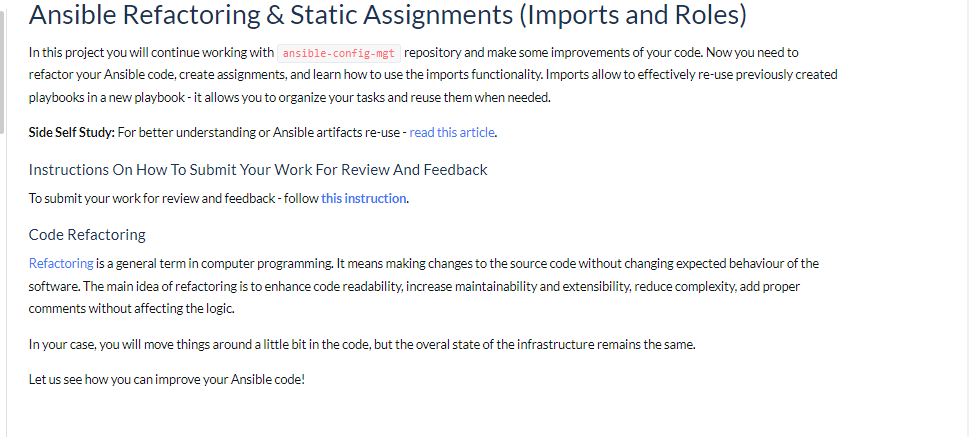 Ansible Refactoring & Static Assignments (Imports and Roles)
In this project you will continue working with ansible-config-mgt repository and make some improvements of your code. Now you need to
refactor your Ansible code, create assignments, and learn how to use the imports functionality. Imports allow to effectively re-use previously created
playbooks in a new playbook - it allows you to organize your tasks and reuse them when needed.
Side Self Study: For better understanding or Ansible artifacts re-use - read this article.
Instructions On How To Submit Your Work For Review And Feedback
To submit your work for review and feedback - follow this instruction.
Code Refactoring
Refactoring is a general term in computer programming. It means making changes to the source code without changing expected behaviour of the
software. The main idea of refactoring is to enhance code readability, increase maintainability and extensibility, reduce complexity, add proper
comments without affecting the logic.
In your case, you will move things around a little bit in the code, but the overal state of the infrastructure remains the same.
Let us see how you can improve your Ansible code!